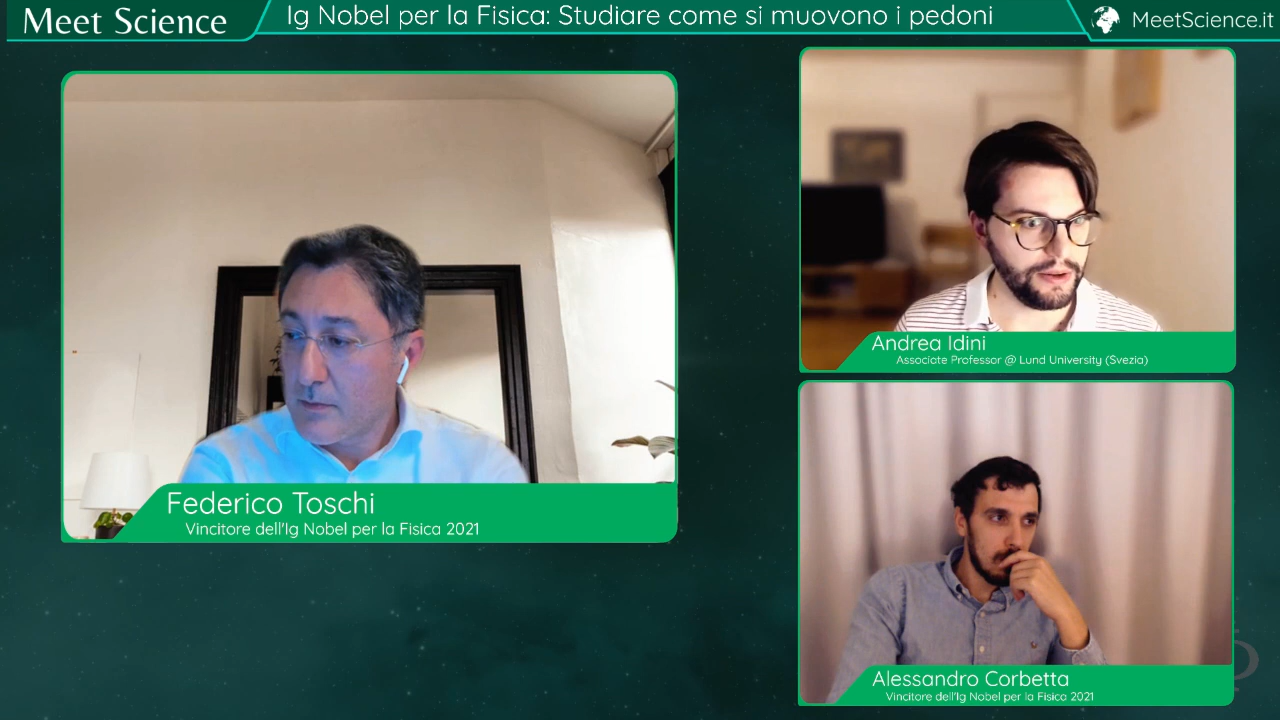 Meet Science
Ig Nobel per la Fisica: Studiare come si muovono i pedoni
MeetScience.it
Federico Toschi
Vincitore dell'Ig Nobel per la Fisica 2021
Andrea Idini
Associate Professor @ Lund University (Svezia)
Alessandro Corbetta
Vincitore dell'Ig Nobel per la Fisica 2021